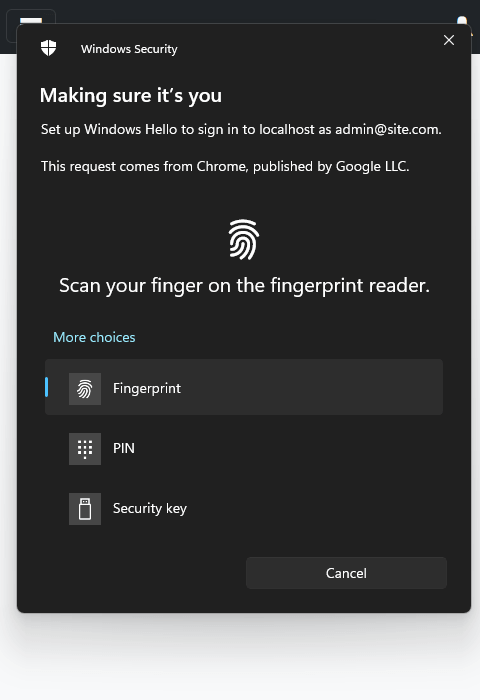 Windows Security
Making sure it's you
Set up Windows Hello to sign in to localhost as admin@site.com.
This request comes from Chrome, published by Google LLC.
Scan your finger on the fingerprint reader.
More choices
Fingerprint
PIN
Security key
Cancel